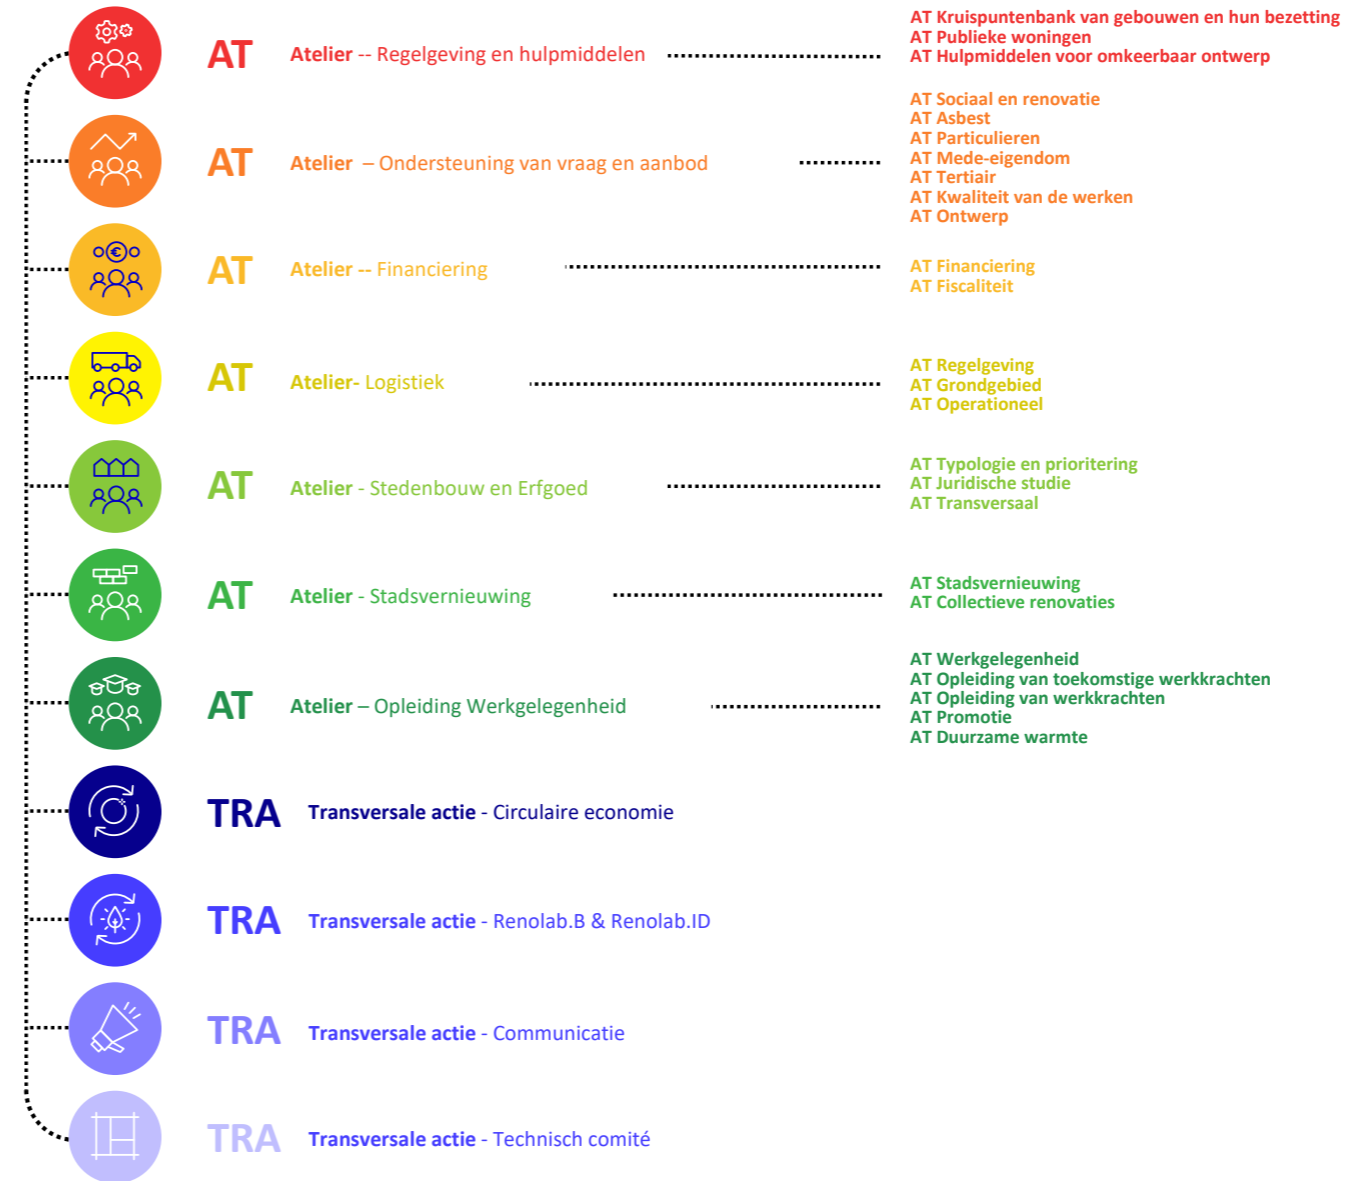 AT Atelier -- Regelgeving en hulpmiddelen
AT Kruispuntenbank van gebouwen en hun bezetting
AT Publieke woningen
AT Hulpmiddelen voor omkeerbaar ontwerp
AT Atelier – Ondersteuning van vraag en aanbod
AT Sociaal en renovatie
AT Asbest
AT Particulieren
AT Mede-eigendom
AT Tertiair
AT Kwaliteit van de werken
AT Ontwerp
€
AT Atelier -- Financiering
AT Financiering
AT Fiscaliteit
AT Atelier- Logistiek
AT Regelgeving
AT Grondgebied
AT Operationeel
AT Atelier - Stedenbouw en Erfgoed
AT Typologie en prioritering
AT Juridische studie
AT Transversaal
AT Atelier - Stadsvernieuwing
AT Stadsvernieuwing
AT Collectieve renovaties
AT Atelier – Opleiding Werkgelegenheid
AT Werkgelegenheid
AT Opleiding van toekomstige werkkrachten
AT Opleiding van werkkrachten
AT Promotie
AT Duurzame warmte
TRA Transversale actie - Circulaire economie
TRA Transversale actie - Renolab.B & Renolab.ID
TRA Transversale actie - Communicatie
TRA Transversale actie - Technisch comité